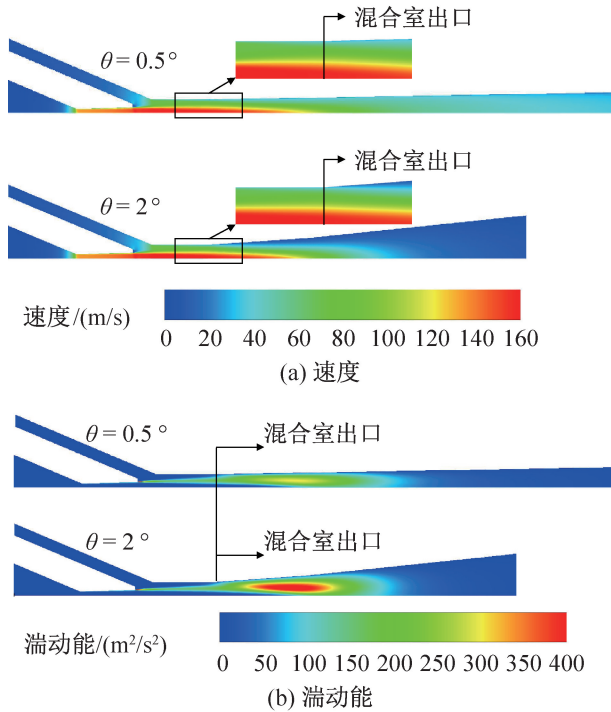 混合室出口
θ = 0.5°
混合室出口
θ = 2°
速度/(m/s)
0 20 40 60 80 100 120 140 160
(a) 速度
混合室出口
θ = 0.5°
混合室出口
θ = 2°
湍动能/(m²/s²)
0 50 100 150 200 250 300 350 400
(b) 湍动能